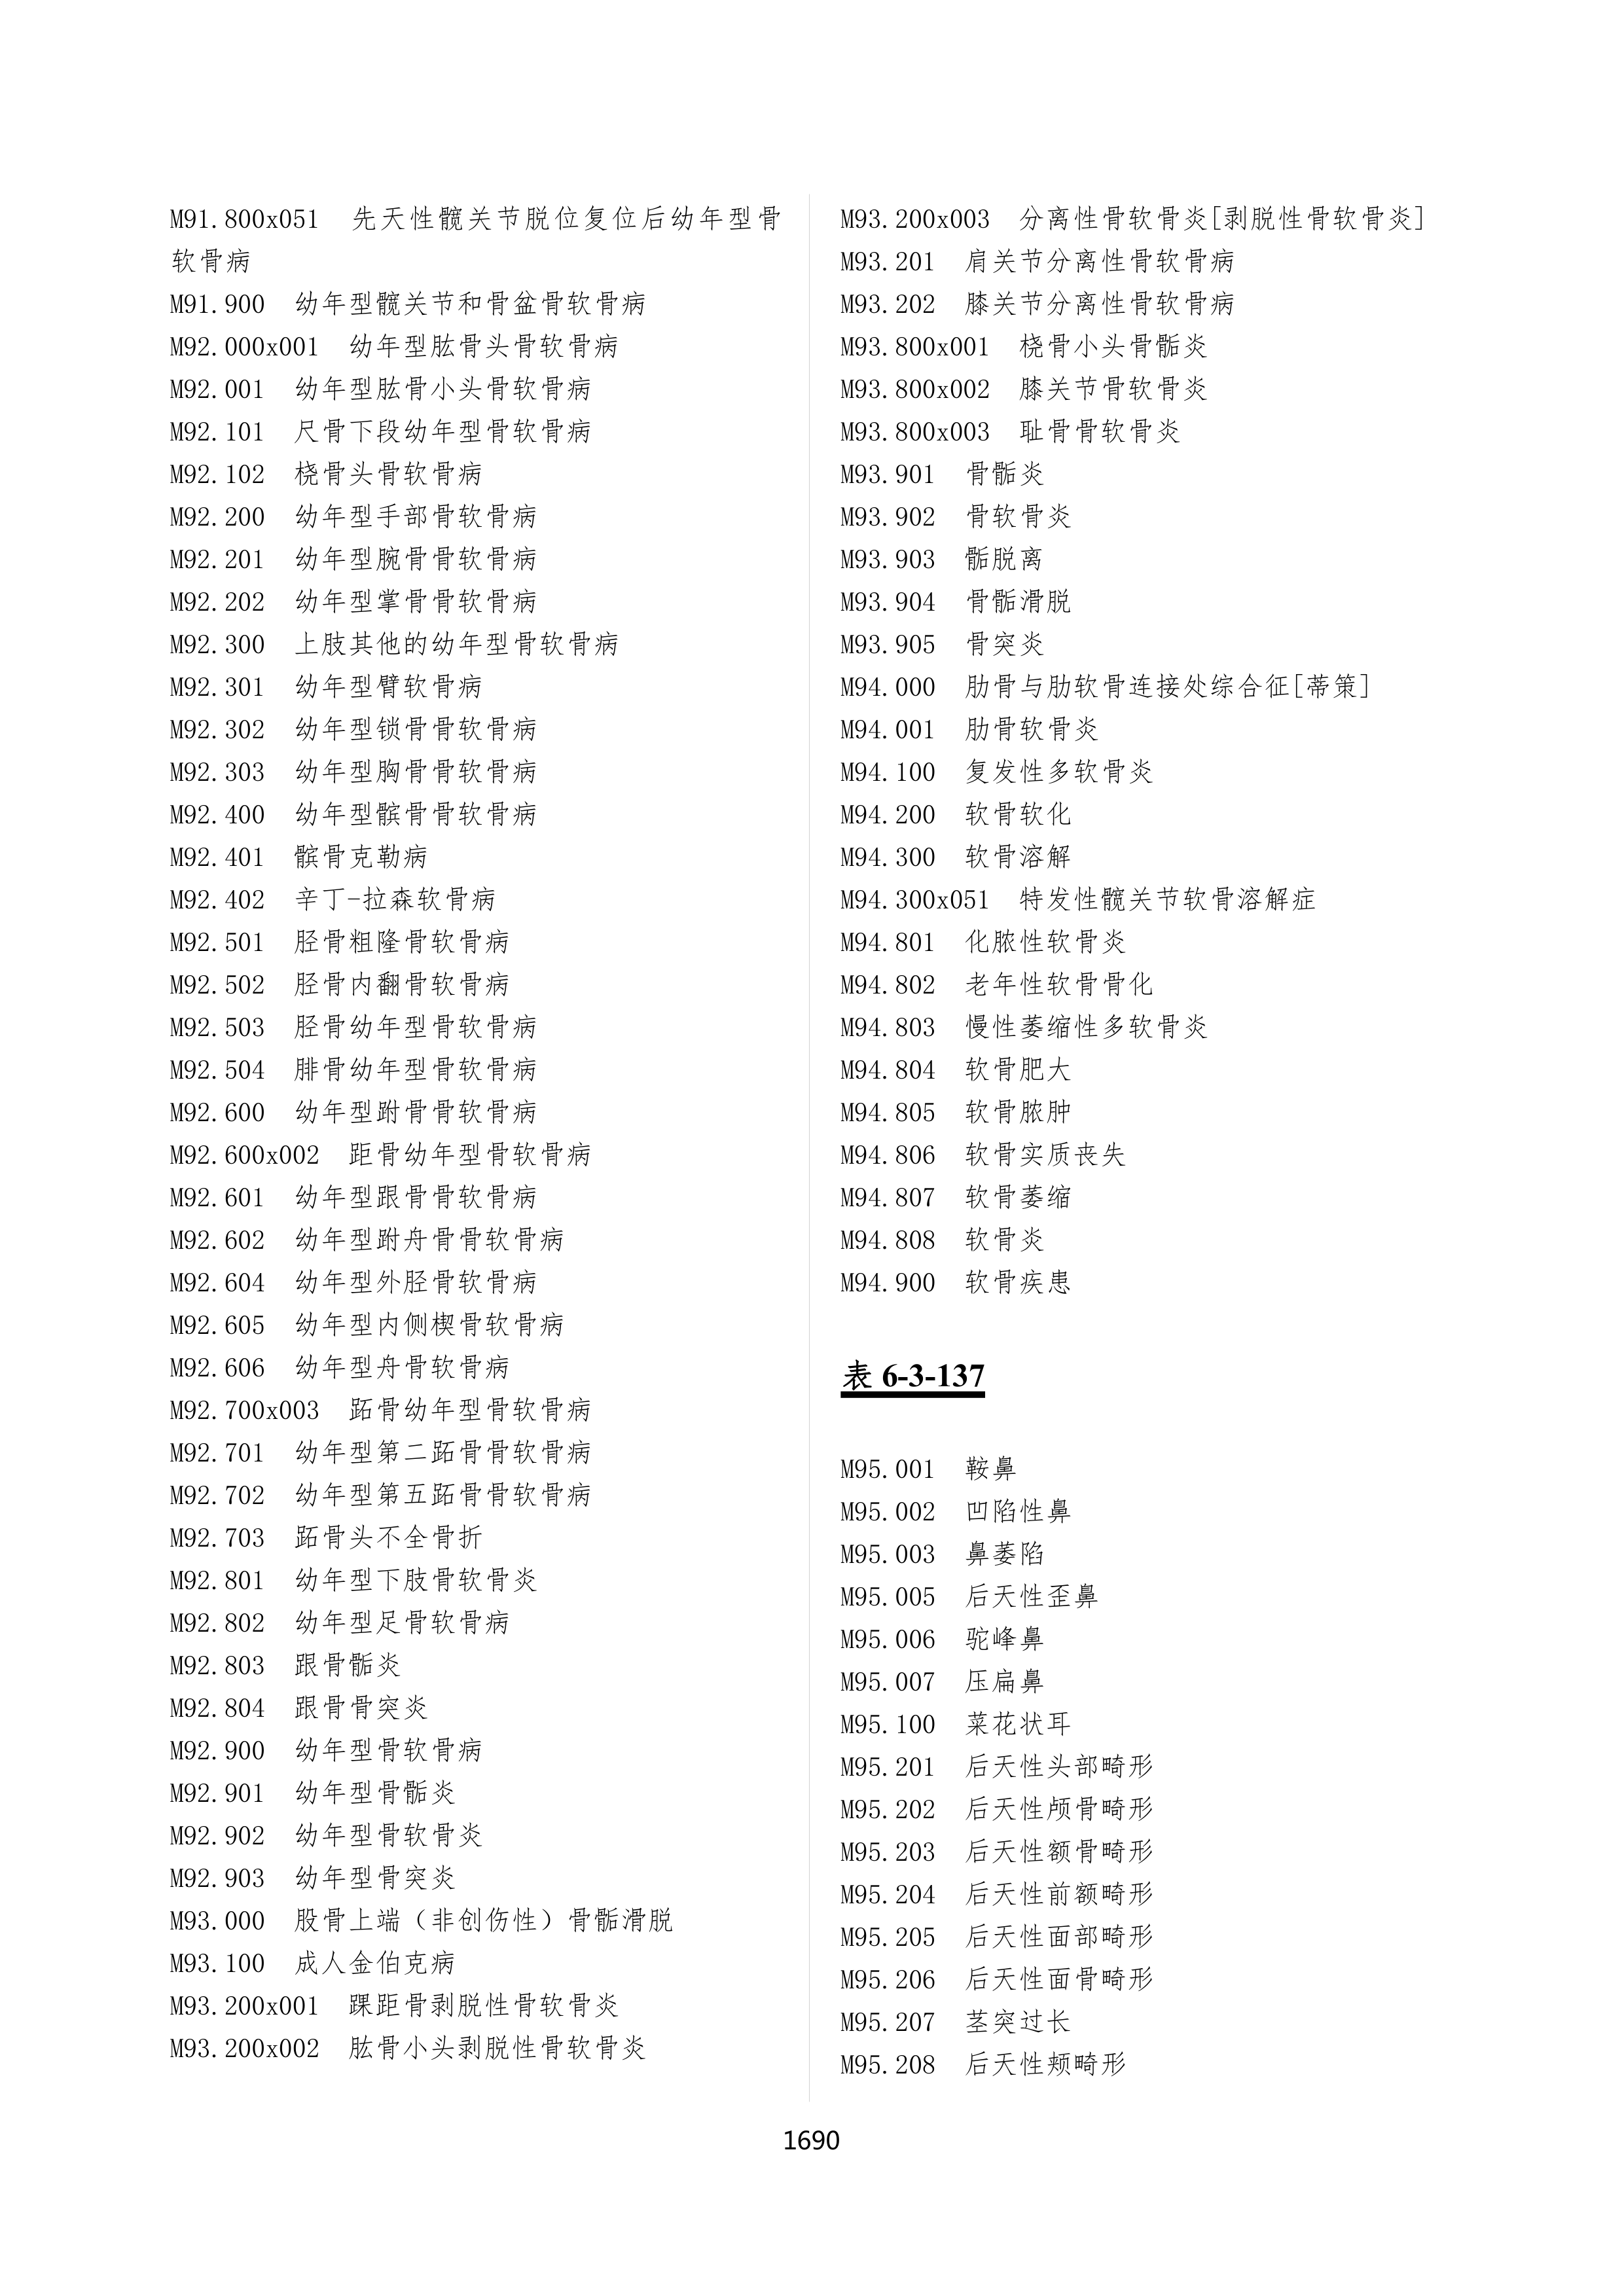 M91.800x051 先天性髋关节脱位复位后幼年型骨
软骨病
M91.900 幼年型髋关节和骨盆骨软骨病
M92.000x001 幼年型肱骨头骨软骨病
M92.001 幼年型肱骨小头骨软骨病
M92.101 尺骨下段幼年型骨软骨病
M92.102 桡骨头骨软骨病
M92.200 幼年型手部骨软骨病
M92.201 幼年型腕骨骨软骨病
M92.202 幼年型掌骨骨软骨病
M92.300 上肢其他的幼年型骨软骨病
M92.301 幼年型臂软骨病
M92.302 幼年型锁骨骨软骨病
M92.303 幼年型胸骨骨软骨病
M92.400 幼年型髌骨骨软骨病
M92.401 髌骨克勒病
M92.402 辛丁-拉森软骨病
M92.501 胫骨粗隆骨软骨病
M92.502 胫骨内翻骨软骨病
M92.503 胫骨幼年型骨软骨病
M92.504 腓骨幼年型骨软骨病
M92.600 幼年型跗骨骨软骨病
M92.600x002 距骨幼年型骨软骨病
M92.601 幼年型跟骨骨软骨病
M92.602 幼年型跗舟骨骨软骨病
M92.604 幼年型外胫骨软骨病
M92.605 幼年型内侧楔骨软骨病
M92.606 幼年型舟骨软骨病
M92.700x003 跖骨幼年型骨软骨病
M92.701 幼年型第二跖骨骨软骨病
M92.702 幼年型第五跖骨骨软骨病
M92.703 跖骨头不全骨折
M92.801 幼年型下肢骨软骨炎
M92.802 幼年型足骨软骨病
M92.803 跟骨骺炎
M92.804 跟骨骨突炎
M92.900 幼年型骨软骨病
M92.901 幼年型骨骺炎
M92.902 幼年型骨软骨炎
M92.903 幼年型骨突炎
M93.000 股骨上端（非创伤性）骨骺滑脱
M93.100 成人金伯克病
M93.200x001 踝距骨剥脱性骨软骨炎
M93.200x002 肱骨小头剥脱性骨软骨炎
M93.200x003 分离性骨软骨炎[剥脱性骨软骨炎]
M93.201 肩关节分离性骨软骨病
M93.202 膝关节分离性骨软骨病
M93.800x001 桡骨小头骨骺炎
M93.800x002 膝关节骨软骨炎
M93.800x003 耻骨骨软骨炎
M93.901 骨骺炎
M93.902 骨软骨炎
M93.903 骺脱离
M93.904 骨骺滑脱
M93.905 骨突炎
M94.000 肋骨与肋软骨连接处综合征[蒂策]
M94.001 肋骨软骨炎
M94.100 复发性多软骨炎
M94.200 软骨软化
M94.300 软骨溶解
M94.300x051 特发性髋关节软骨溶解症
M94.801 化脓性软骨炎
M94.802 老年性软骨骨化
M94.803 慢性萎缩性多软骨炎
M94.804 软骨肥大
M94.805 软骨脓肿
M94.806 软骨实质丧失
M94.807 软骨萎缩
M94.808 软骨炎
M94.900 软骨疾患
表 6-3-137
M95.001 鞍鼻
M95.002 凹陷性鼻
M95.003 鼻萎陷
M95.005 后天性歪鼻
M95.006 驼峰鼻
M95.007 压扁鼻
M95.100 菜花状耳
M95.201 后天性头部畸形
M95.202 后天性颅骨畸形
M95.203 后天性额骨畸形
M95.204 后天性前额畸形
M95.205 后天性面部畸形
M95.206 后天性面骨畸形
M95.207 茎突过长
M95.208 后天性颊畸形
1690